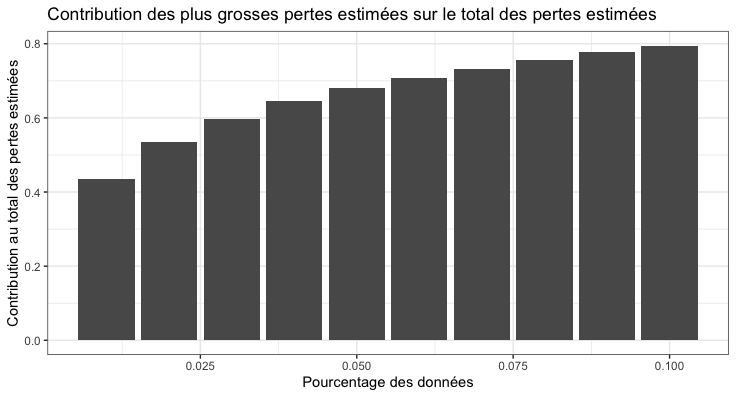 Contribution des plus grosses pertes estimées sur le total des pertes estimées
Contribution au total des pertes estimées
0.8
0.6
0.4
0.2
0.0
0.025 0.050 0.075 0.100
Pourcentage des données